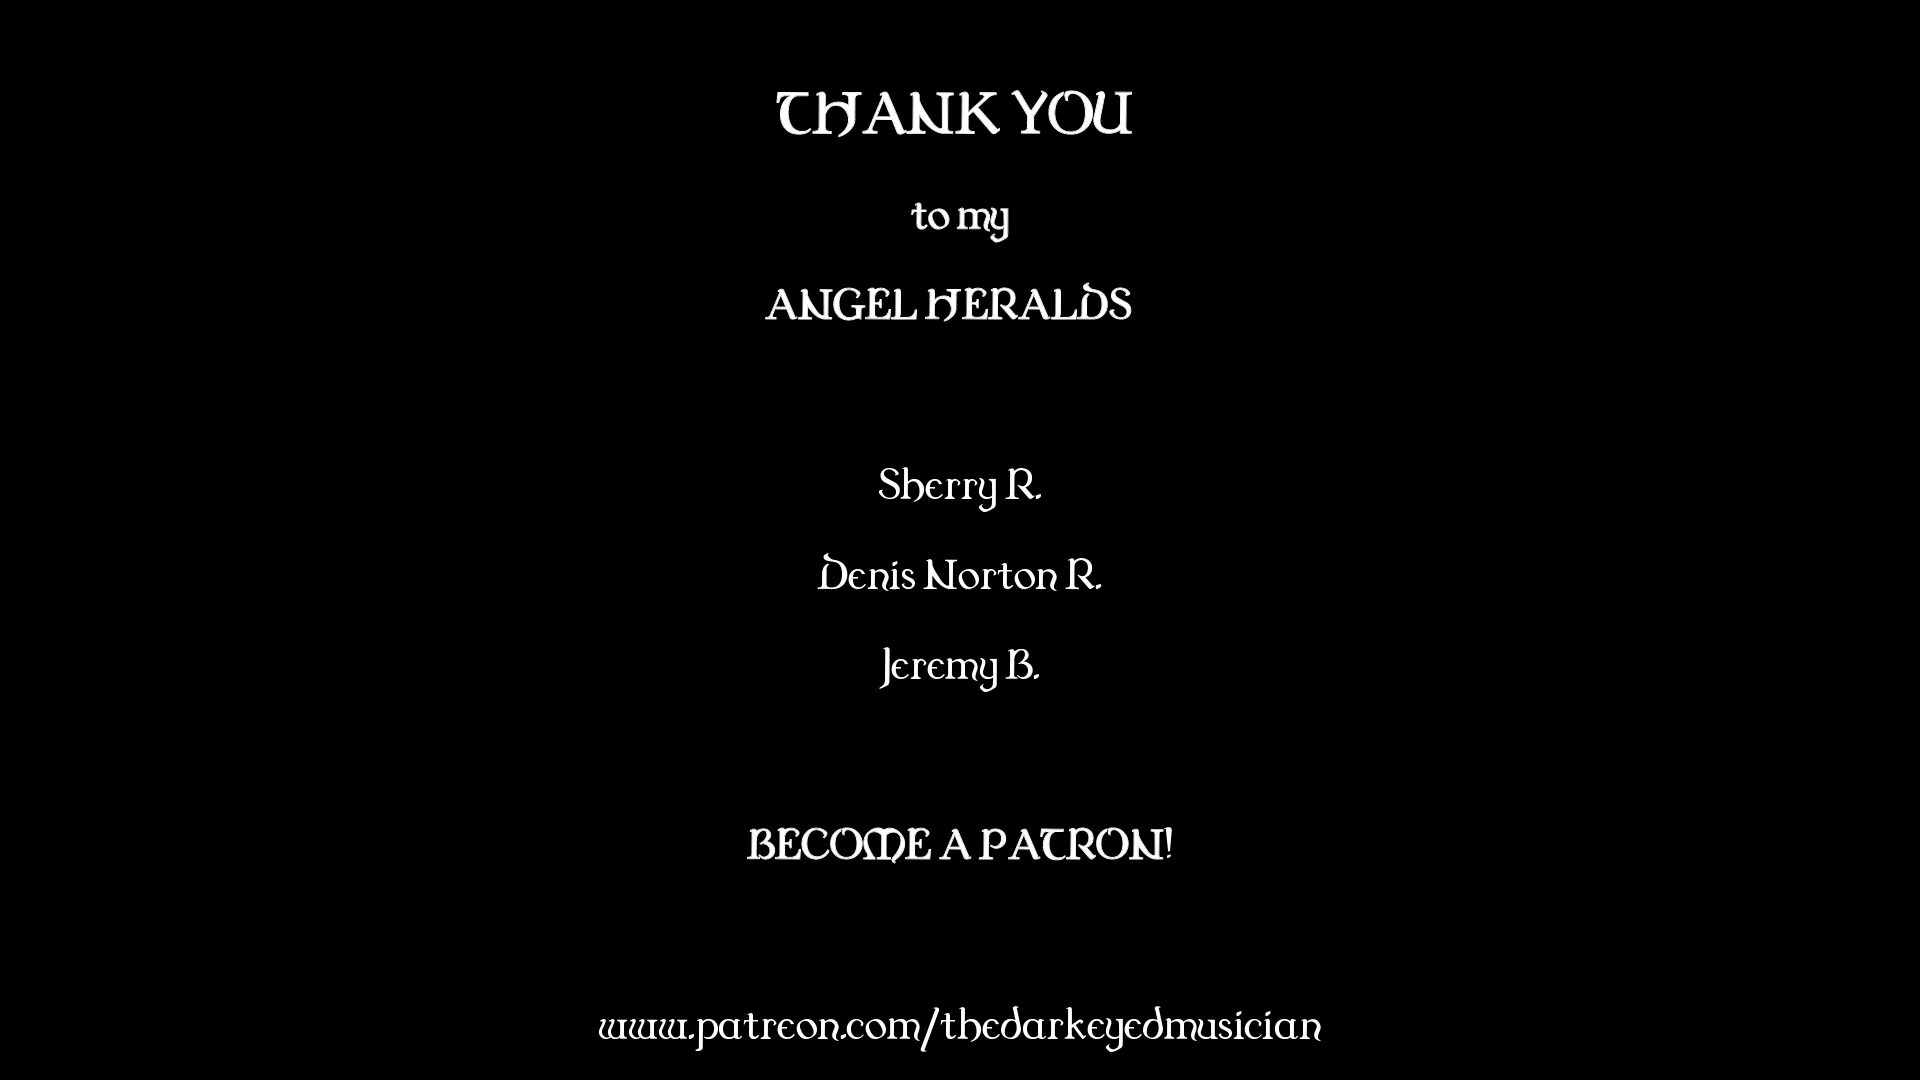 THANK YOU
to my
ANGEL HERALDS
Sherry R.
Denis Norton R.
Jeremy B.
BECOME A PATRON!
www.patreon.com/thedarkeyedmusician